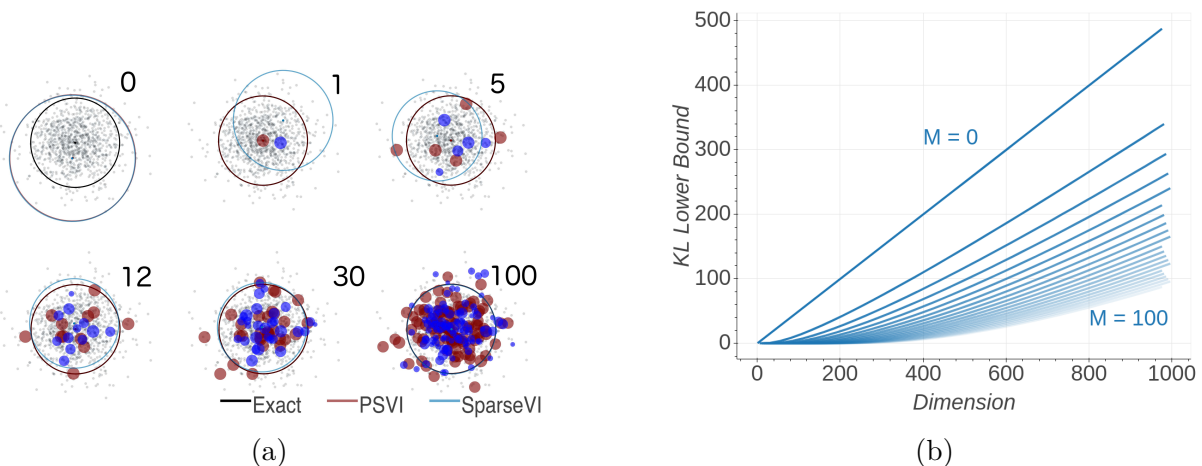 0
1
5
12
30
100
Exact
PSVI
SparseVI
(a)
500
400
300
200
100
0
KL Lower Bound
M = 0
M = 100
0 200 400 600 800 1000
Dimension
(b)